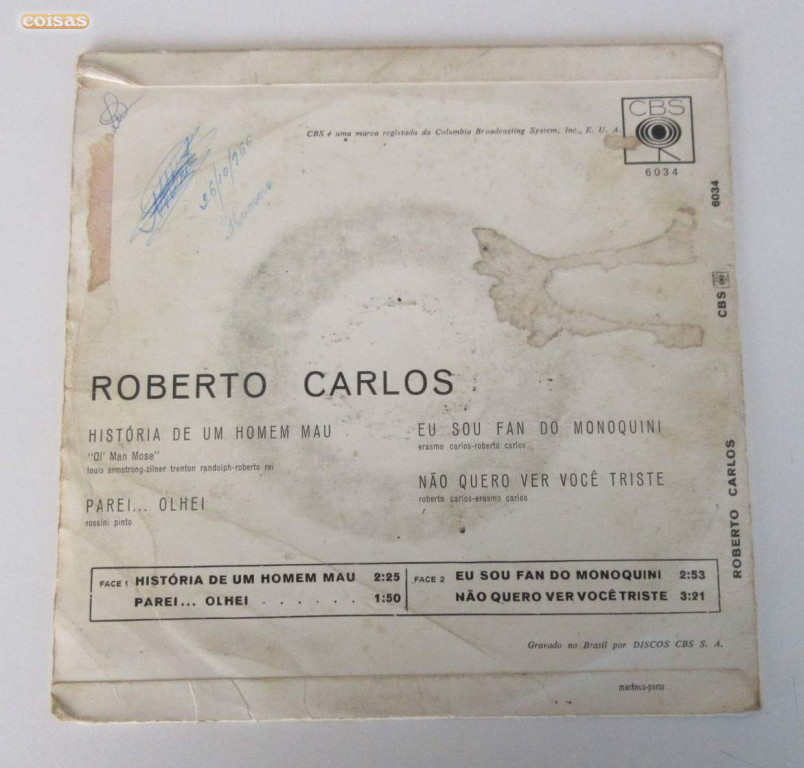 coisas
CBS é uma marca registada da Columbia Broadcasting System, Inc., E. U. A.
CBS
6034
6034
26/10/966
CBS
ROBERTO CARLOS
HISTÓRIA DE UM HOMEM MAU
"Ol' Man Mose"
louis armstrong-zilner trenton randolph-roberto rei
PAREI... OLHEI
rossini pinto
EU SOU FAN DO MONOQUINI
erasmo carlos-roberto carlos
NÃO QUERO VER VOCÊ TRISTE
roberto carlos-erasmo carlos
ROBERTO CARLOS
FACE 1 HISTÓRIA DE UM HOMEM MAU 2:25
PAREI... OLHEI . . . . . . 1:50
FACE 2 EU SOU FAN DO MONOQUINI 2:53
NÃO QUERO VER VOCÊ TRISTE 3:21
Gravado no Brasil por DISCOS CBS S. A.
marânus-porto